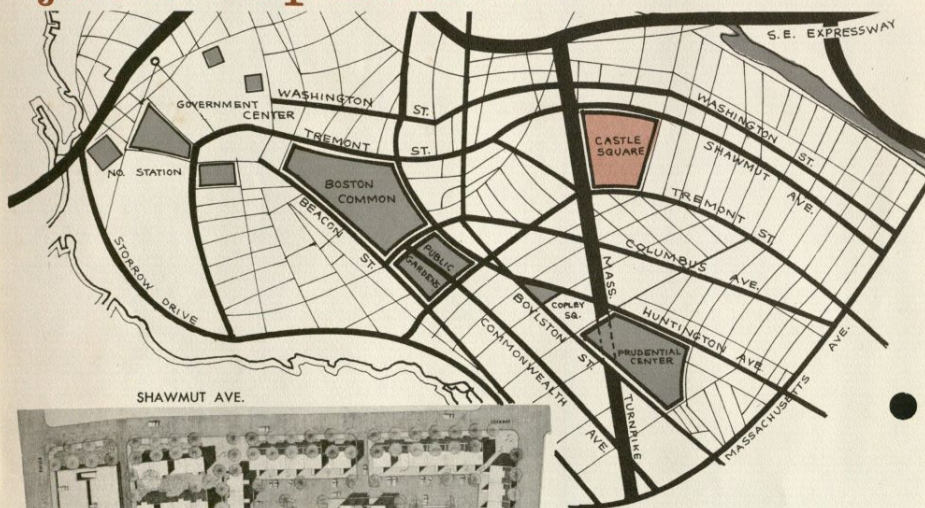 S.E. EXPRESSWAY
WASHINGTON
ST.
GOVERNMENT
CENTER
TREMONT
ST.
WASHINGTON
ST.
SHAWMUT
AVE.
CASTLE
SQUARE
NO. STATION
BOSTON
COMMON
TREMONT
ST.
BEACON
ST.
PUBLIC
GARDENS
COLUMBUS
AVE.
STORROW
DRIVE
MASS.
TURNPIKE
COPLEY
SQ.
BOYLSTON
ST.
HUNTINGTON
AVE.
PRUDENTIAL
CENTER
COMMONWEALTH
AVE
MASSACHUSETTS
AVE.
SHAWMUT AVE.